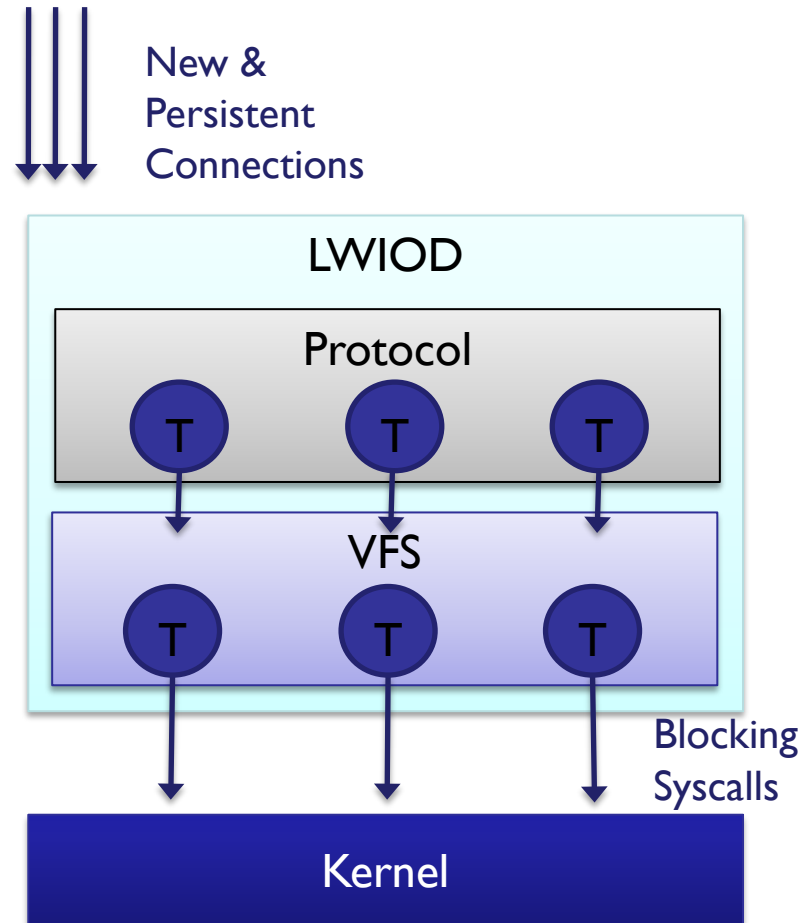 New &
Persistent
Connections
LWIOD
Protocol
T T T
VFS
T T T
Blocking
Syscalls
Kernel